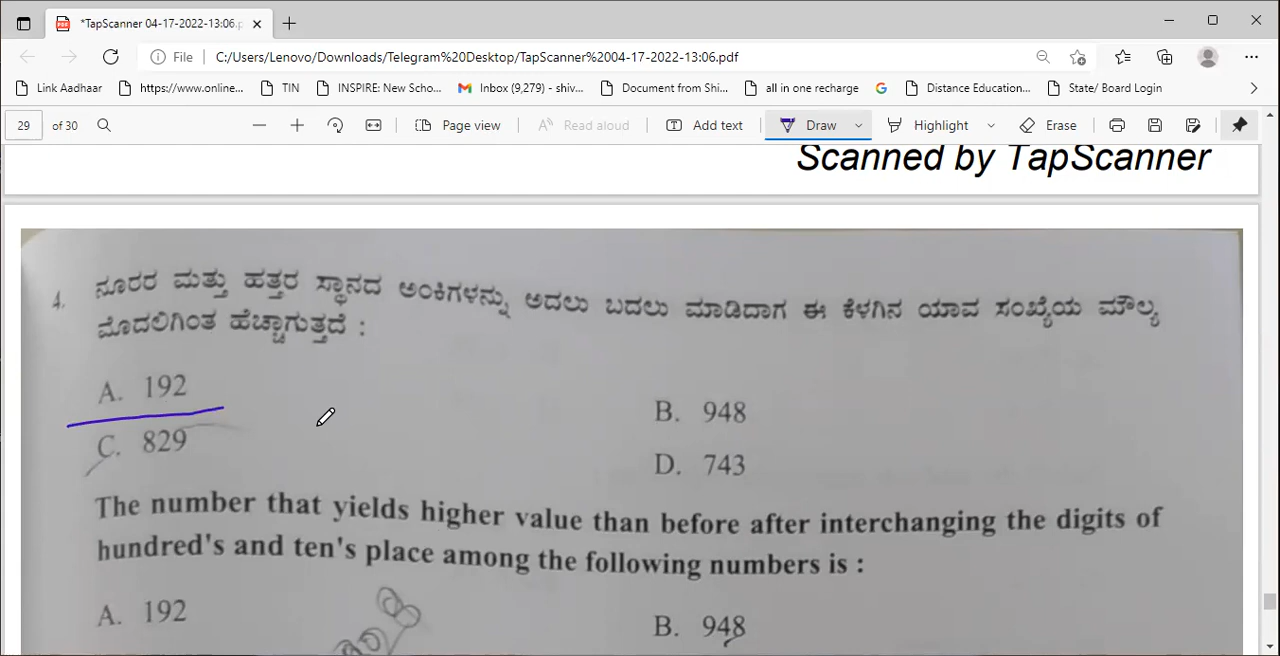 *TapScanner 04-17-2022-13:06.p
File C:/Users/Lenovo/Downloads/Telegram%20Desktop/TapScanner%2004-17-2022-13:06.pdf
Link Aadhaar https://www.online... TIN INSPIRE: New Scho... Inbox (9,279) - shiv... Document from Shi... all in one recharge Distance Education... State/ Board Login
29 of 30 Page view Read aloud Add text Draw Highlight Erase
Scanned by TapScanner
4. ನೂರರ ಮತ್ತು ಹತ್ತರ ಸ್ಥಾನದ ಅಂಕಿಗಳನ್ನು ಅದಲು ಬದಲು ಮಾಡಿದಾಗ ಈ ಕೆಳಗಿನ ಯಾವ ಸಂಖ್ಯೆಯ ಮೌಲ್ಯ
ಮೊದಲಿಗಿಂತ ಹೆಚ್ಚಾಗುತ್ತದೆ :
A. 192
B. 948
C. 829
D. 743
The number that yields higher value than before after interchanging the digits of
hundred's and ten's place among the following numbers is :
A. 192
B. 948